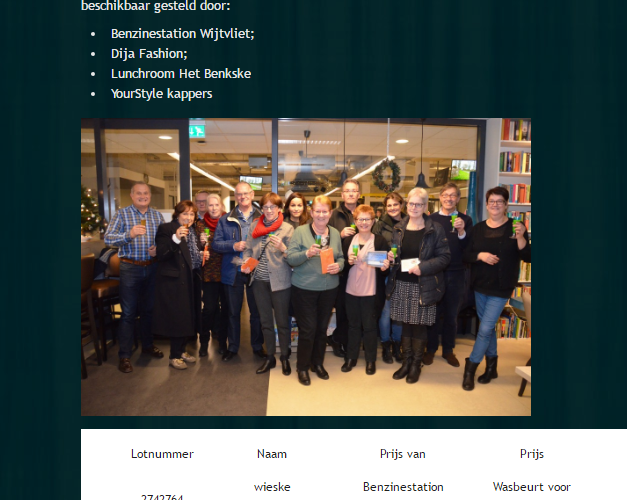 beschikbaar gesteld door:
Benzinestation Wijtvliet;
Dija Fashion;
Lunchroom Het Benkske
YourStyle kappers
Lotnummer Naam Prijs van Prijs
wieske Benzinestation Wasbeurt voor
2742764